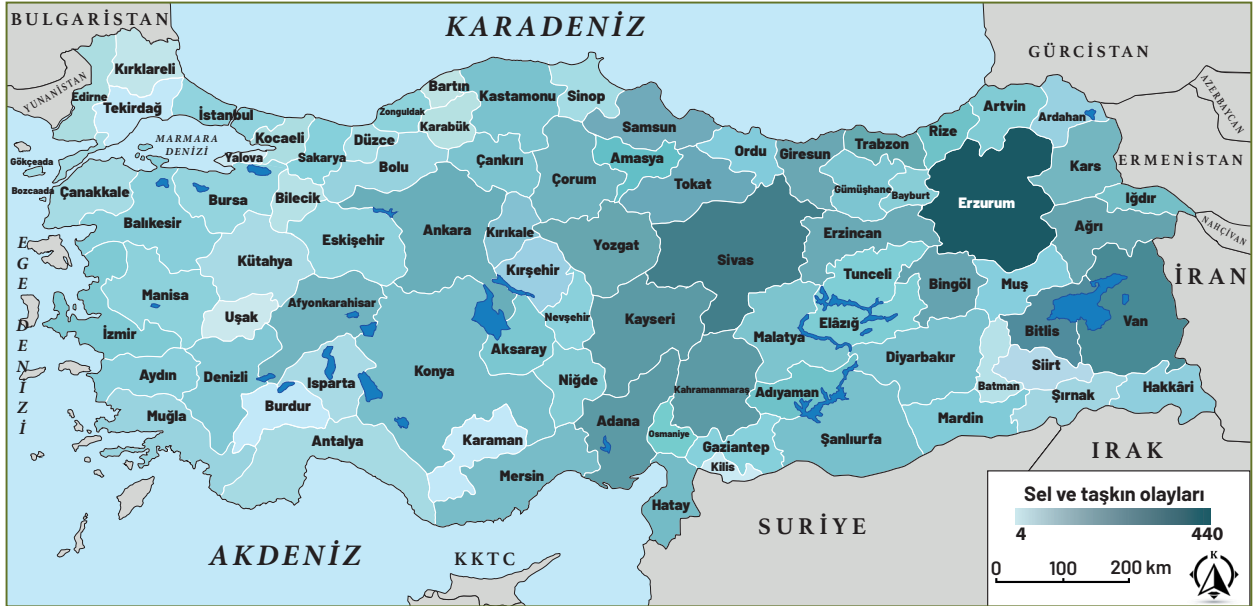 BULGARİSTAN
KARADENİZ
GÜRCİSTAN
YUNANİSTAN
AZERBAYCAN
ERMENİSTAN
NAHÇİVAN
İRAN
IRAK
SURİYE
KKTC
AKDENİZ
EGE DENİZİ
MARMARA
DENİZİ
Kırklareli
Edirne
Tekirdağ
İstanbul
Kocaeli
Yalova
Sakarya
Düzce
Zonguldak
Bartın
Karabük
Kastamonu
Sinop
Samsun
Amasya
Ordu
Giresun
Trabzon
Rize
Artvin
Ardahan
Kars
Iğdır
Ağrı
Erzurum
Bayburt
Gümüşhane
Gökçeada
Bozcaada
Çanakkale
Balıkesir
Bursa
Bilecik
Bolu
Çankırı
Çorum
Tokat
Sivas
Erzincan
Tunceli
Bingöl
Muş
Bitlis
Van
Eskişehir
Ankara
Kırıkale
Yozgat
Kırşehir
Kütahya
Manisa
Uşak
Afyonkarahisar
Nevşehir
Kayseri
Malatya
Elâzığ
Diyarbakır
Batman
Siirt
Şırnak
Hakkâri
İzmir
Aydın
Denizli
Isparta
Burdur
Konya
Aksaray
Niğde
Kahramanmaraş
Adıyaman
Şanlıurfa
Mardin
Muğla
Antalya
Karaman
Mersin
Adana
Osmaniye
Gaziantep
Kilis
Hatay
Sel ve taşkın olayları
4 440
0 100 200 km
K